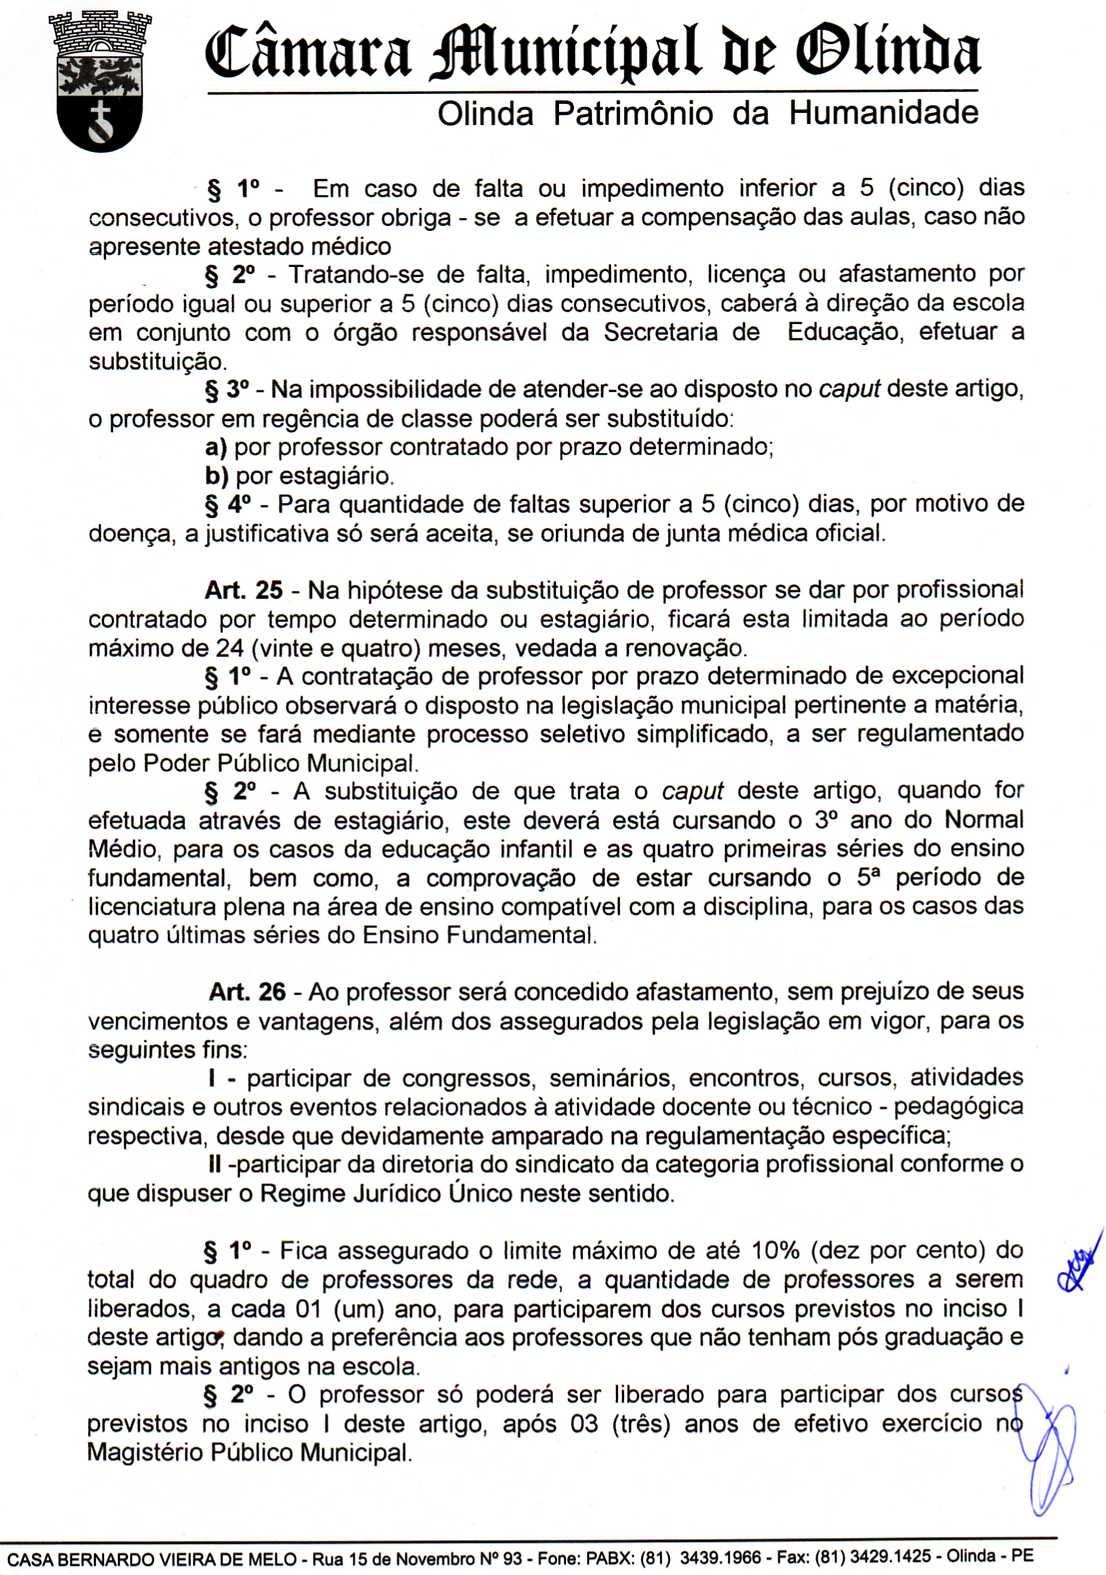 Câmara Municipal de Olinda
Olinda Patrimônio da Humanidade
§ 1º - Em caso de falta ou impedimento inferior a 5 (cinco) dias
consecutivos, o professor obriga - se a efetuar a compensação das aulas, caso não
apresente atestado médico
§ 2º - Tratando-se de falta, impedimento, licença ou afastamento por
período igual ou superior a 5 (cinco) dias consecutivos, caberá à direção da escola
em conjunto com o órgão responsável da Secretaria de Educação, efetuar a
substituição.
§ 3º - Na impossibilidade de atender-se ao disposto no caput deste artigo,
o professor em regência de classe poderá ser substituído:
a) por professor contratado por prazo determinado;
b) por estagiário.
§ 4º - Para quantidade de faltas superior a 5 (cinco) dias, por motivo de
doença, a justificativa só será aceita, se oriunda de junta médica oficial.
Art. 25 - Na hipótese da substituição de professor se dar por profissional
contratado por tempo determinado ou estagiário, ficará esta limitada ao período
máximo de 24 (vinte e quatro) meses, vedada a renovação.
§ 1º - A contratação de professor por prazo determinado de excepcional
interesse público observará o disposto na legislação municipal pertinente a matéria,
e somente se fará mediante processo seletivo simplificado, a ser regulamentado
pelo Poder Público Municipal.
§ 2º - A substituição de que trata o caput deste artigo, quando for
efetuada através de estagiário, este deverá está cursando o 3º ano do Normal
Médio, para os casos da educação infantil e as quatro primeiras séries do ensino
fundamental, bem como, a comprovação de estar cursando o 5ª período de
licenciatura plena na área de ensino compatível com a disciplina, para os casos das
quatro últimas séries do Ensino Fundamental.
Art. 26 - Ao professor será concedido afastamento, sem prejuízo de seus
vencimentos e vantagens, além dos assegurados pela legislação em vigor, para os
seguintes fins:
I - participar de congressos, seminários, encontros, cursos, atividades
sindicais e outros eventos relacionados à atividade docente ou técnico - pedagógica
respectiva, desde que devidamente amparado na regulamentação específica;
II -participar da diretoria do sindicato da categoria profissional conforme o
que dispuser o Regime Jurídico Único neste sentido.
§ 1º - Fica assegurado o limite máximo de até 10% (dez por cento) do
total do quadro de professores da rede, a quantidade de professores a serem
liberados, a cada 01 (um) ano, para participarem dos cursos previstos no inciso I
deste artigo, dando a preferência aos professores que não tenham pós graduação e
sejam mais antigos na escola.
§ 2º - O professor só poderá ser liberado para participar dos cursos
previstos no inciso I deste artigo, após 03 (três) anos de efetivo exercício no
Magistério Público Municipal.
CASA BERNARDO VIEIRA DE MELO - Rua 15 de Novembro Nº 93 - Fone: PABX: (81) 3439.1966 - Fax: (81) 3429.1425 - Olinda - PE